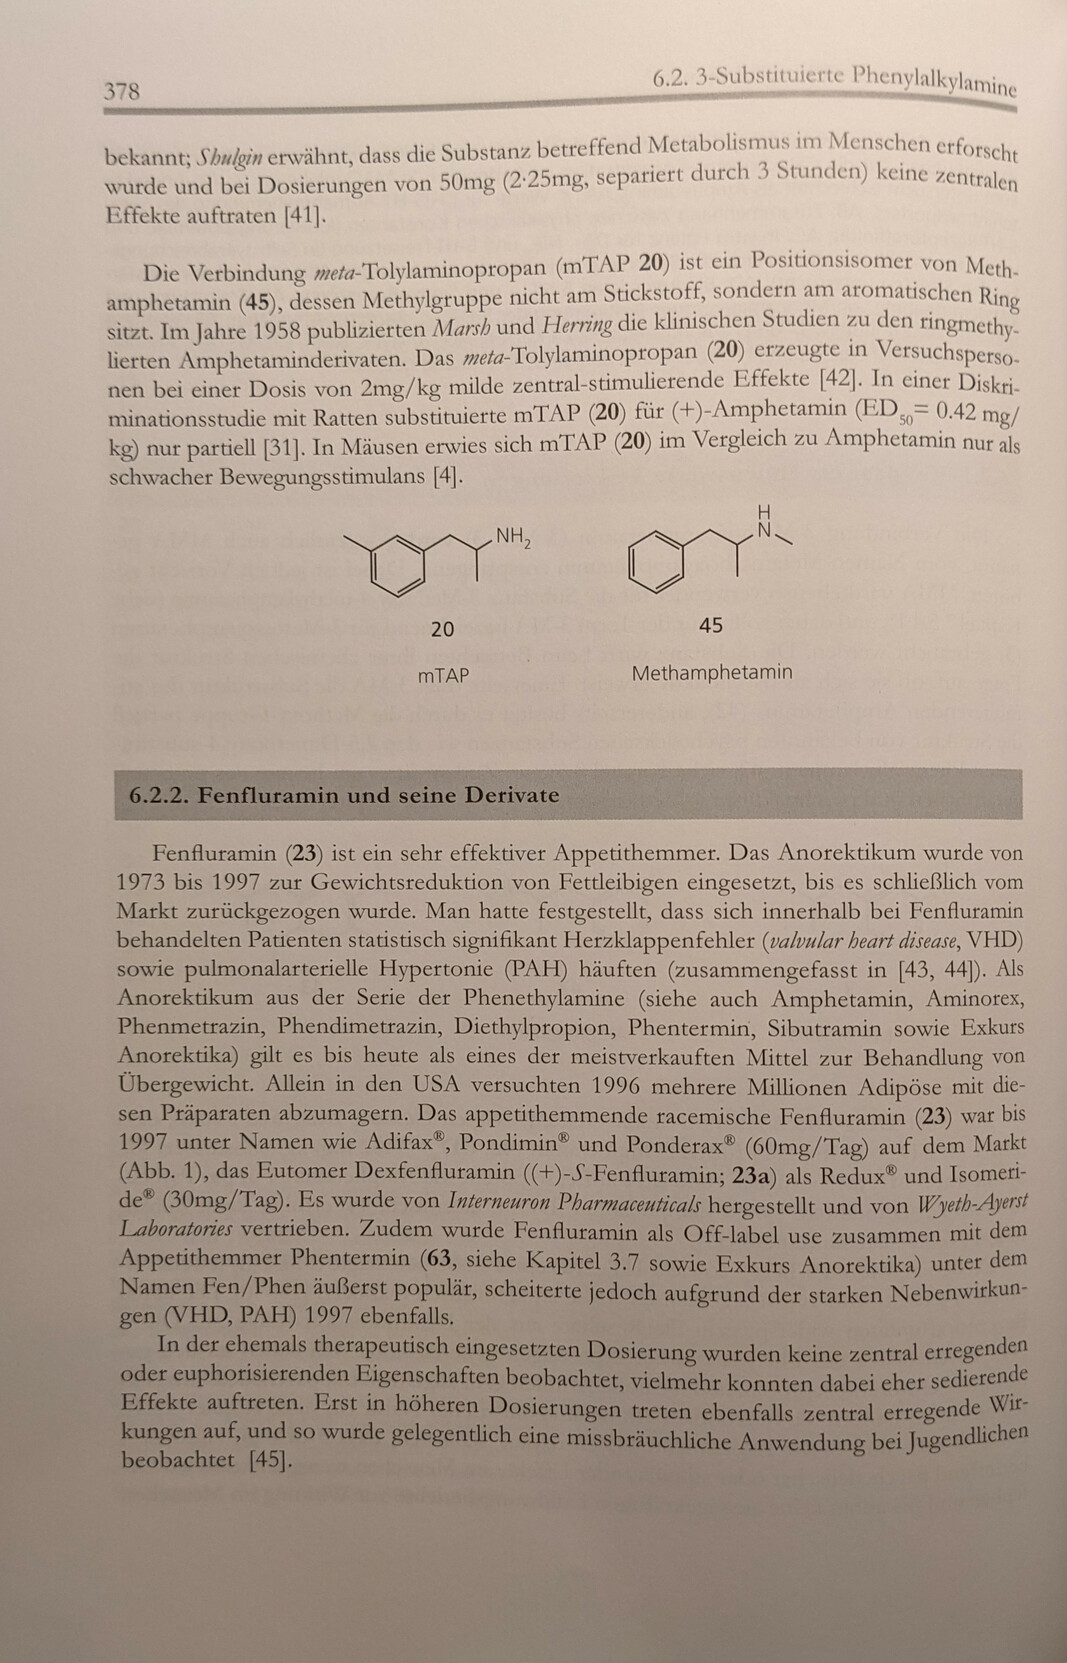 378
6.2. 3-Substituierte Phenylalkylamine
bekannt; Shulgin erwähnt, dass die Substanz betreffend Metabolismus im Menschen erforscht
wurde und bei Dosierungen von 50mg (2·25mg, separiert durch 3 Stunden) keine zentralen
Effekte auftraten [41].
Die Verbindung meta-Tolylaminopropan (mTAP 20) ist ein Positionsisomer von Meth-
amphetamin (45), dessen Methylgruppe nicht am Stickstoff, sondern am aromatischen Ring
sitzt. Im Jahre 1958 publizierten Marsh und Herring die klinischen Studien zu den ringmethy-
lierten Amphetaminderivaten. Das meta-Tolylaminopropan (20) erzeugte in Versuchsperso-
nen bei einer Dosis von 2mg/kg milde zentral-stimulierende Effekte [42]. In einer Diskri-
minationsstudie mit Ratten substituierte mTAP (20) für (+)-Amphetamin (ED50= 0.42 mg/
kg) nur partiell [31]. In Mäusen erwies sich mTAP (20) im Vergleich zu Amphetamin nur als
schwacher Bewegungsstimulans [4].
NH2
H
N
20
45
mTAP
Methamphetamin
6.2.2. Fenfluramin und seine Derivate
Fenfluramin (23) ist ein sehr effektiver Appetithemmer. Das Anorektikum wurde von
1973 bis 1997 zur Gewichtsreduktion von Fettleibigen eingesetzt, bis es schließlich vom
Markt zurückgezogen wurde. Man hatte festgestellt, dass sich innerhalb bei Fenfluramin
behandelten Patienten statistisch signifikant Herzklappenfehler (valvular heart disease, VHD)
sowie pulmonalarterielle Hypertonie (PAH) häuften (zusammengefasst in [43, 44]). Als
Anorektikum aus der Serie der Phenethylamine (siehe auch Amphetamin, Aminorex,
Phenmetrazin, Phendimetrazin, Diethylpropion, Phentermin, Sibutramin sowie Exkurs
Anorektika) gilt es bis heute als eines der meistverkauften Mittel zur Behandlung von
Übergewicht. Allein in den USA versuchten 1996 mehrere Millionen Adipöse mit die-
sen Präparaten abzumagern. Das appetithemmende racemische Fenfluramin (23) war bis
1997 unter Namen wie Adifax®, Pondimin® und Ponderax® (60mg/Tag) auf dem Markt
(Abb. 1), das Eutomer Dexfenfluramin ((+)-S-Fenfluramin; 23a) als Redux® und Isomeri-
de® (30mg/Tag). Es wurde von Interneuron Pharmaceuticals hergestellt und von Wyeth-Ayerst
Laboratories vertrieben. Zudem wurde Fenfluramin als Off-label use zusammen mit dem
Appetithemmer Phentermin (63, siehe Kapitel 3.7 sowie Exkurs Anorektika) unter dem
Namen Fen/Phen äußerst populär, scheiterte jedoch aufgrund der starken Nebenwirkun-
gen (VHD, PAH) 1997 ebenfalls.
In der ehemals therapeutisch eingesetzten Dosierung wurden keine zentral erregenden
oder euphorisierenden Eigenschaften beobachtet, vielmehr konnten dabei eher sedierende
Effekte auftreten. Erst in höheren Dosierungen treten ebenfalls zentral erregende Wir-
kungen auf, und so wurde gelegentlich eine missbräuchliche Anwendung bei Jugendlichen
beobachtet [45].